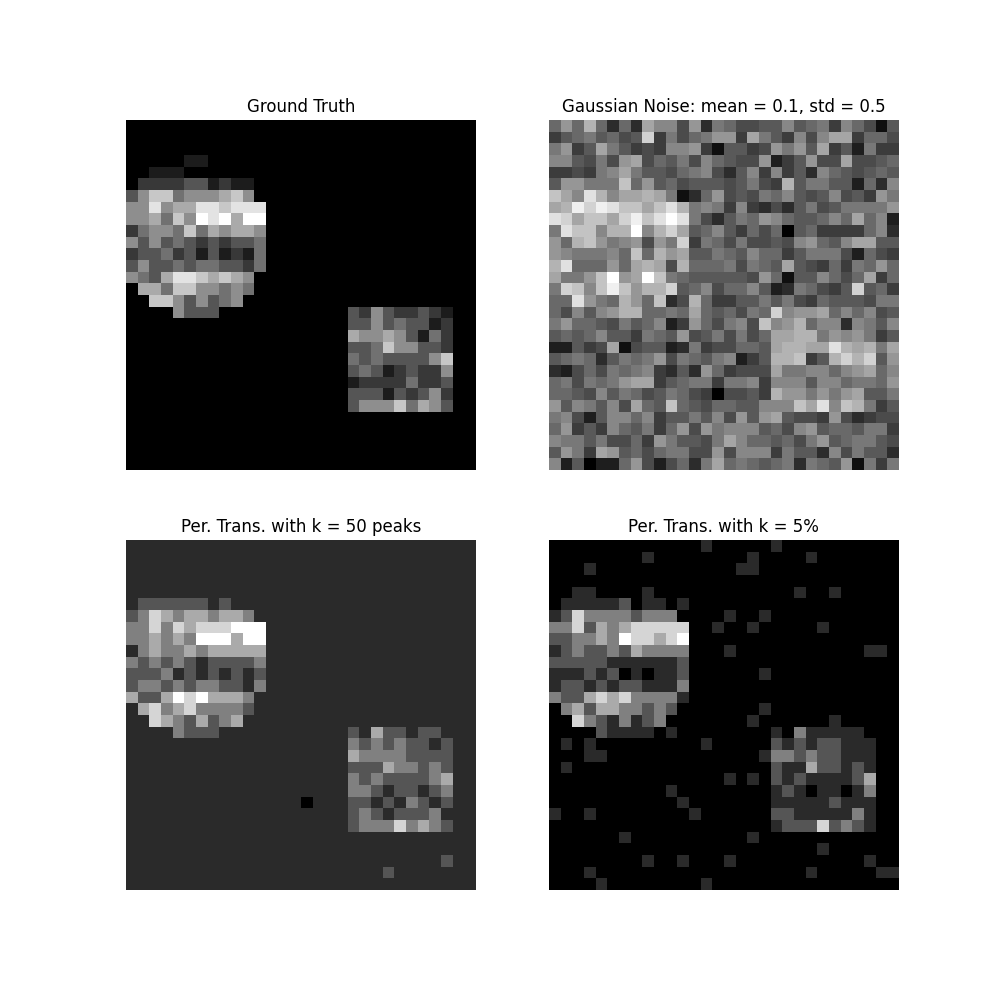 Ground Truth
Gaussian Noise: mean = 0.1, std = 0.5
Per. Trans. with k = 50 peaks
Per. Trans. with k = 5%